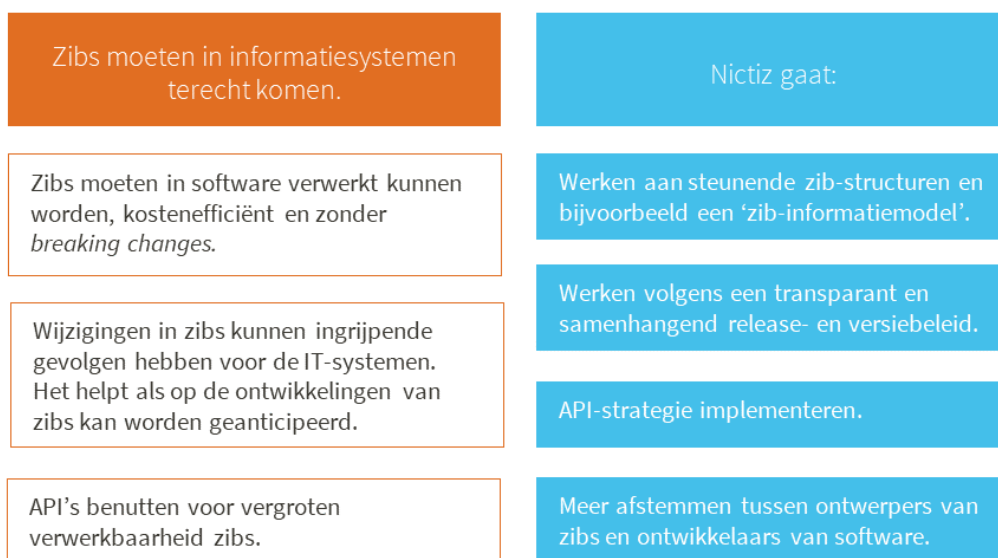 Zibs moeten in informatiesystemen
terecht komen.
Zibs moeten in software verwerkt kunnen
worden, kostenefficiënt en zonder
breaking changes.
Wijzigingen in zibs kunnen ingrijpende
gevolgen hebben voor de IT-systemen.
Het helpt als op de ontwikkelingen van
zibs kan worden geanticipeerd.
API's benutten voor vergroten
verwerkbaarheid zibs.
Nictiz gaat:
Werken aan steunende zib-structuren en
bijvoorbeeld een ‘zib-informatiemodel’.
Werken volgens een transparant en
samenhangend release- en versiebeleid.
API-strategie implementeren.
Meer afstemmen tussen ontwerpers van
zibs en ontwikkelaars van software.